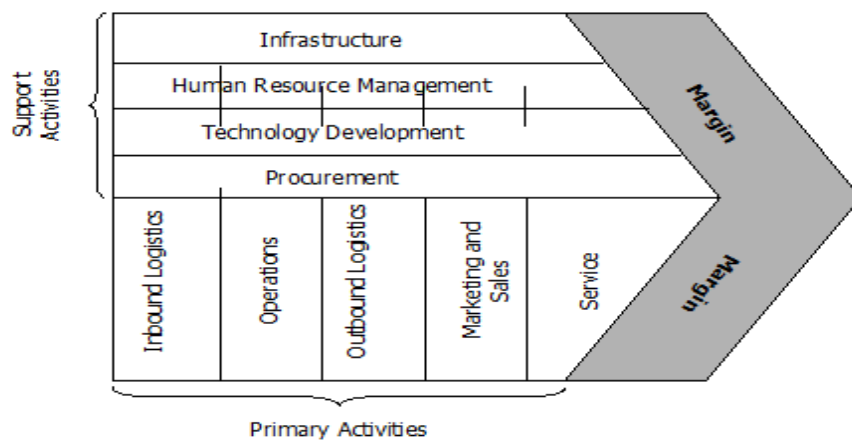 Support
Activities
Infrastructure
Human Resource Management
Technology Development
Procurement
Inbound Logistics
Operations
Outbound Logistics
Marketing and
Sales
Service
Margin
Margin
Primary Activities